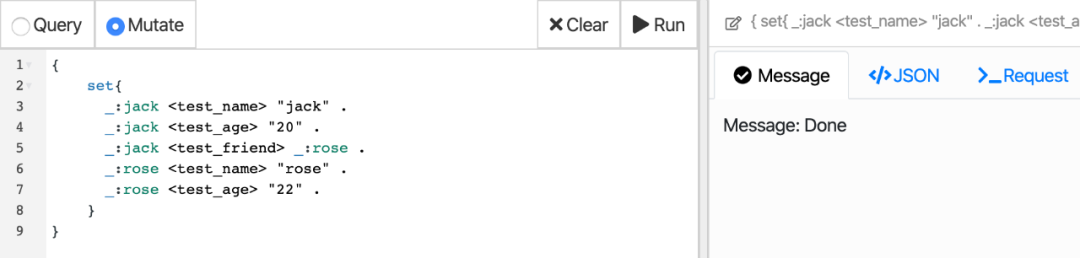 Query Mutate Clear Run
{ set{ _:jack <test_name> "jack" . _:jack <test_a
Message JSON Request
Message: Done
1 {
2 set{
3 _:jack <test_name> "jack" .
4 _:jack <test_age> "20" .
5 _:jack <test_friend> _:rose .
6 _:rose <test_name> "rose" .
7 _:rose <test_age> "22" .
8 }
9 }